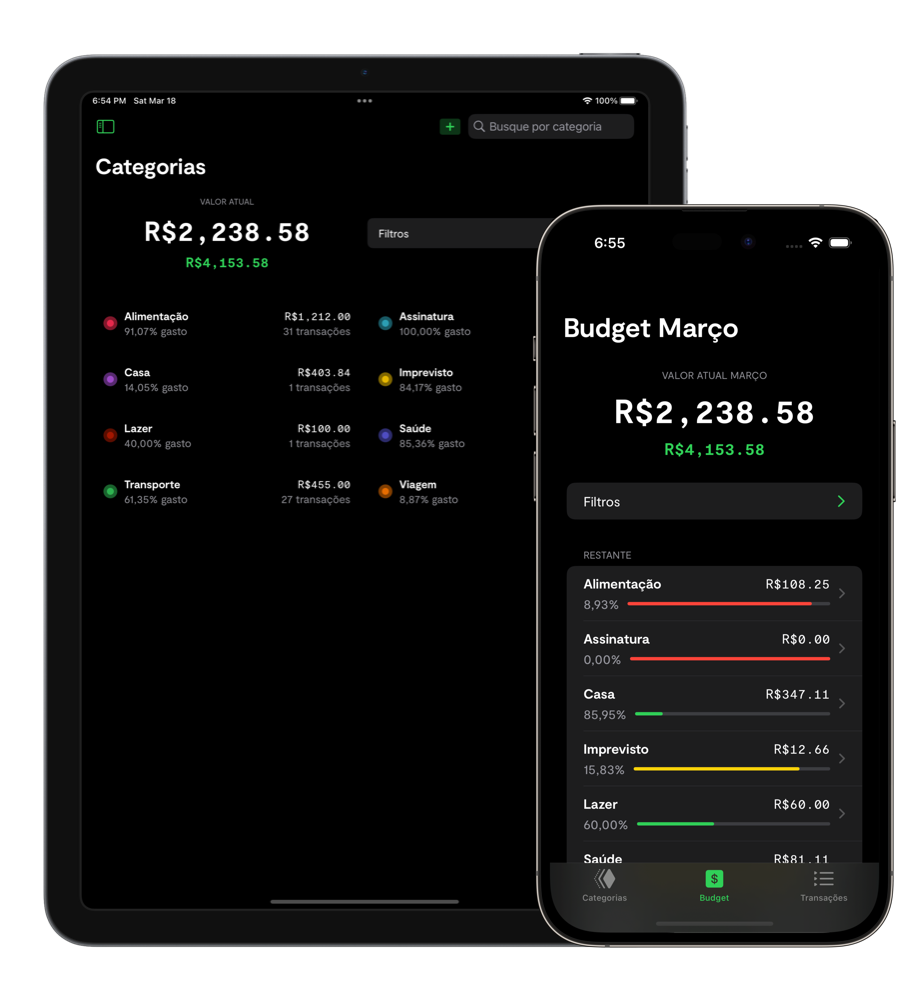 6:54 PM Sat Mar 18
100%
Busque por categoria
Categorias
VALOR ATUAL
R$2,238.58
R$4,153.58
Filtros
Alimentação R$1,212.00
91,07% gasto 31 transações
Assinatura
100,00% gasto
Casa R$403.84
14,05% gasto 1 transações
Imprevisto
84,17% gasto
Lazer R$100.00
40,00% gasto 1 transações
Saúde
85,36% gasto
Transporte R$455.00
61,35% gasto 27 transações
Viagem
8,87% gasto
6:55
Budget Março
VALOR ATUAL MARÇO
R$2,238.58
R$4,153.58
Filtros
RESTANTE
Alimentação R$108.25
8,93%
Assinatura R$0.00
0,00%
Casa R$347.11
85,95%
Imprevisto R$12.66
15,83%
Lazer R$60.00
60,00%
Saúde R$81.11
Categorias Budget Transações